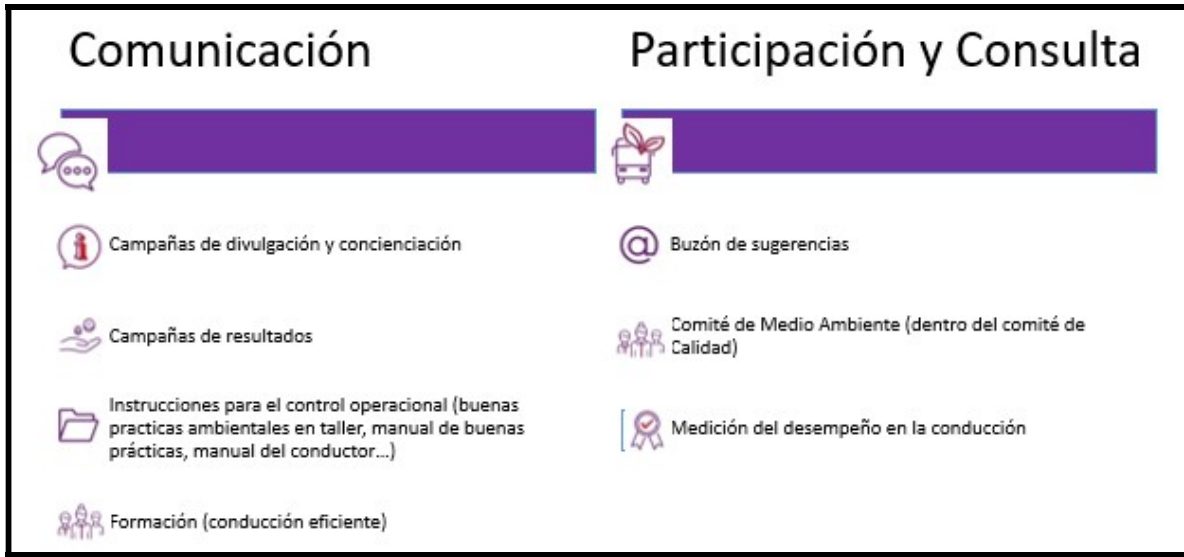 Comunicación
Campañas de divulgación y concienciación
Campañas de resultados
Instrucciones para el control operacional (buenas
practicas ambientales en taller, manual de buenas
prácticas, manual del conductor...)
Formación (conducción eficiente)
Participación y Consulta
Buzón de sugerencias
Comité de Medio Ambiente (dentro del comité de
Calidad)
Medición del desempeño en la conducción